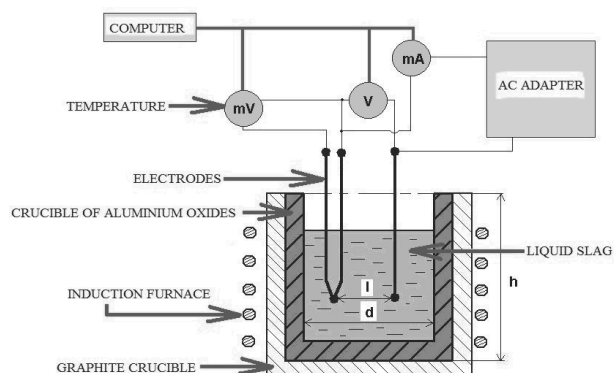 COMPUTER
mA
TEMPERATURE
mV
V
AC ADAPTER
ELECTRODES
CRUCIBLE OF ALUMINIUM OXIDES
LIQUID SLAG
l
h
d
INDUCTION FURNACE
GRAPHITE CRUCIBLE